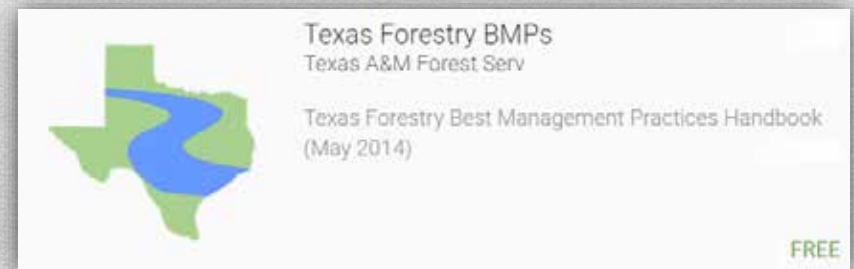 Texas Forestry BMPs
Texas A&M Forest Serv
Texas Forestry Best Management Practices Handbook
(May 2014)
FREE